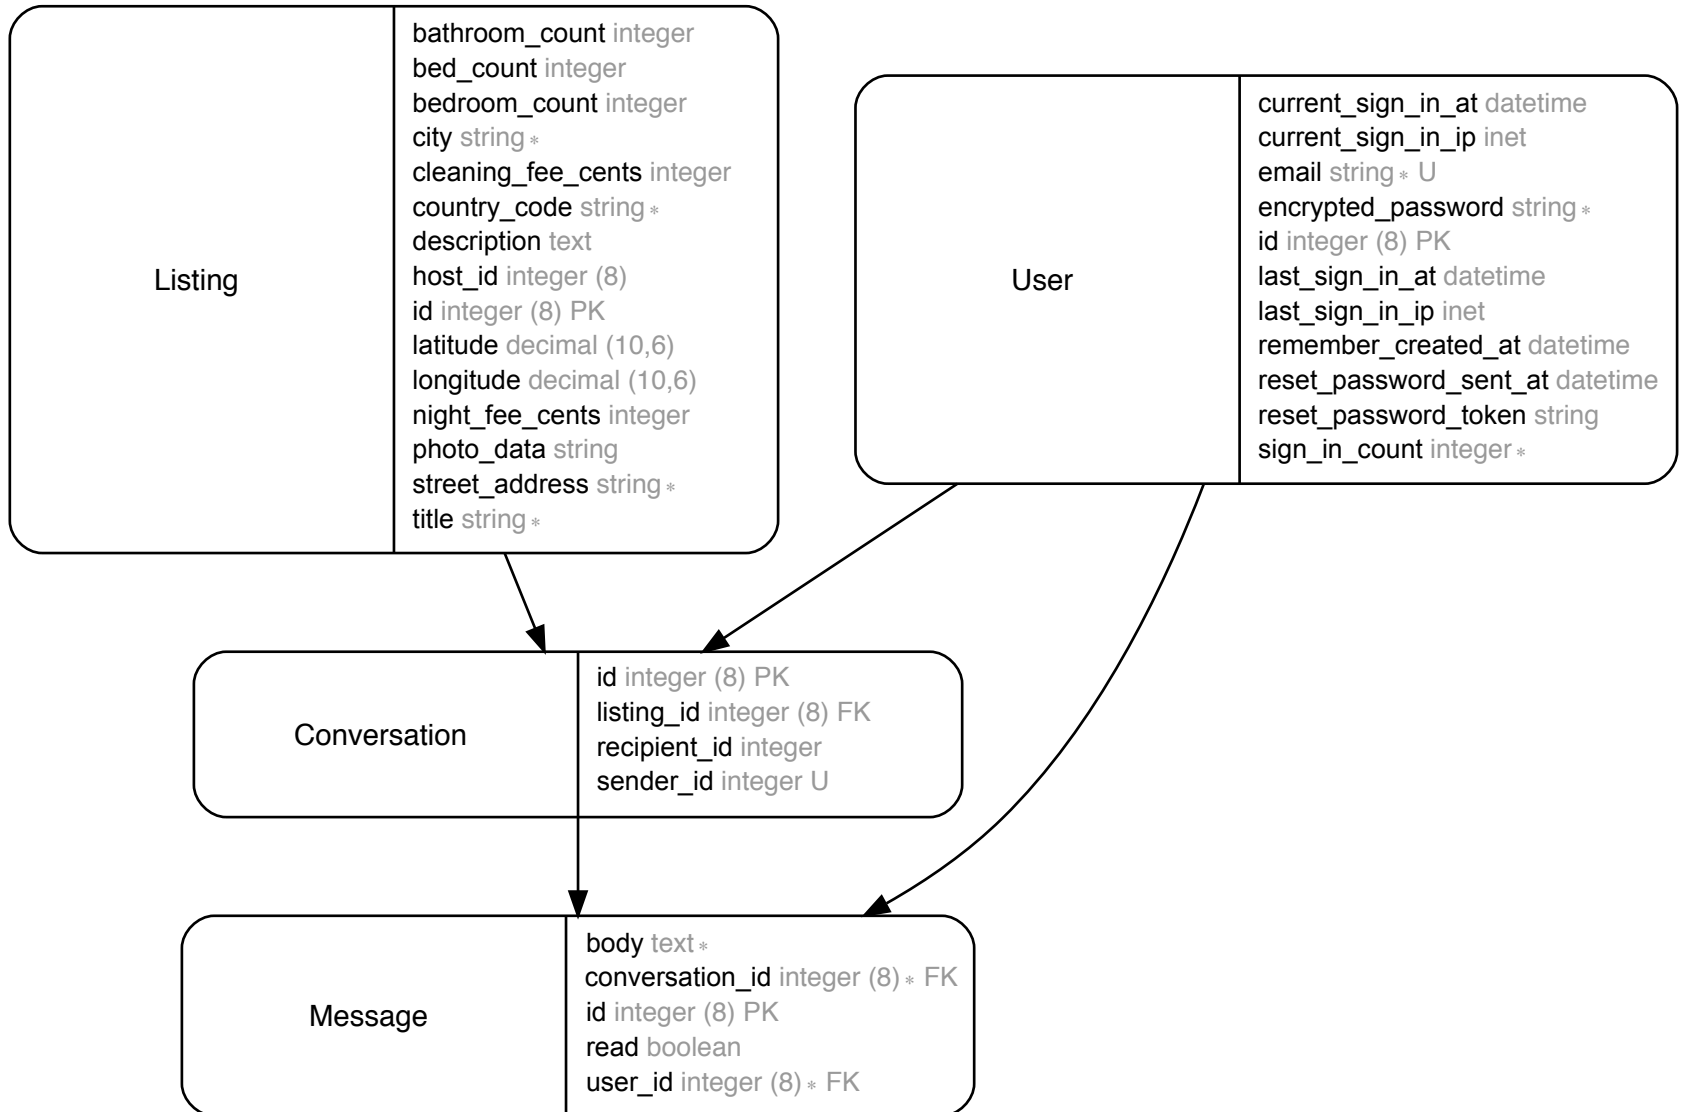 Listing
bathroom_count integer
bed_count integer
bedroom_count integer
city string *
cleaning_fee_cents integer
country_code string *
description text
host_id integer (8)
id integer (8) PK
latitude decimal (10,6)
longitude decimal (10,6)
night_fee_cents integer
photo_data string
street_address string *
title string *
User
current_sign_in_at datetime
current_sign_in_ip inet
email string * U
encrypted_password string *
id integer (8) PK
last_sign_in_at datetime
last_sign_in_ip inet
remember_created_at datetime
reset_password_sent_at datetime
reset_password_token string
sign_in_count integer *
Conversation
id integer (8) PK
listing_id integer (8) FK
recipient_id integer
sender_id integer U
Message
body text *
conversation_id integer (8) * FK
id integer (8) PK
read boolean
user_id integer (8) * FK